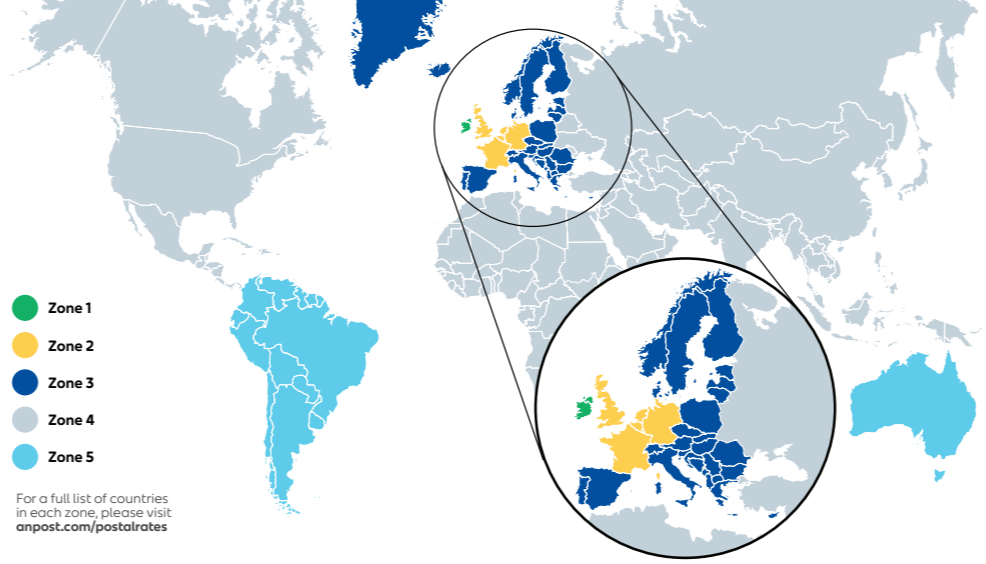 Zone 1
Zone 2
Zone 3
Zone 4
Zone 5
For a full list of countries
in each zone, please visit
anpost.com/postalrates